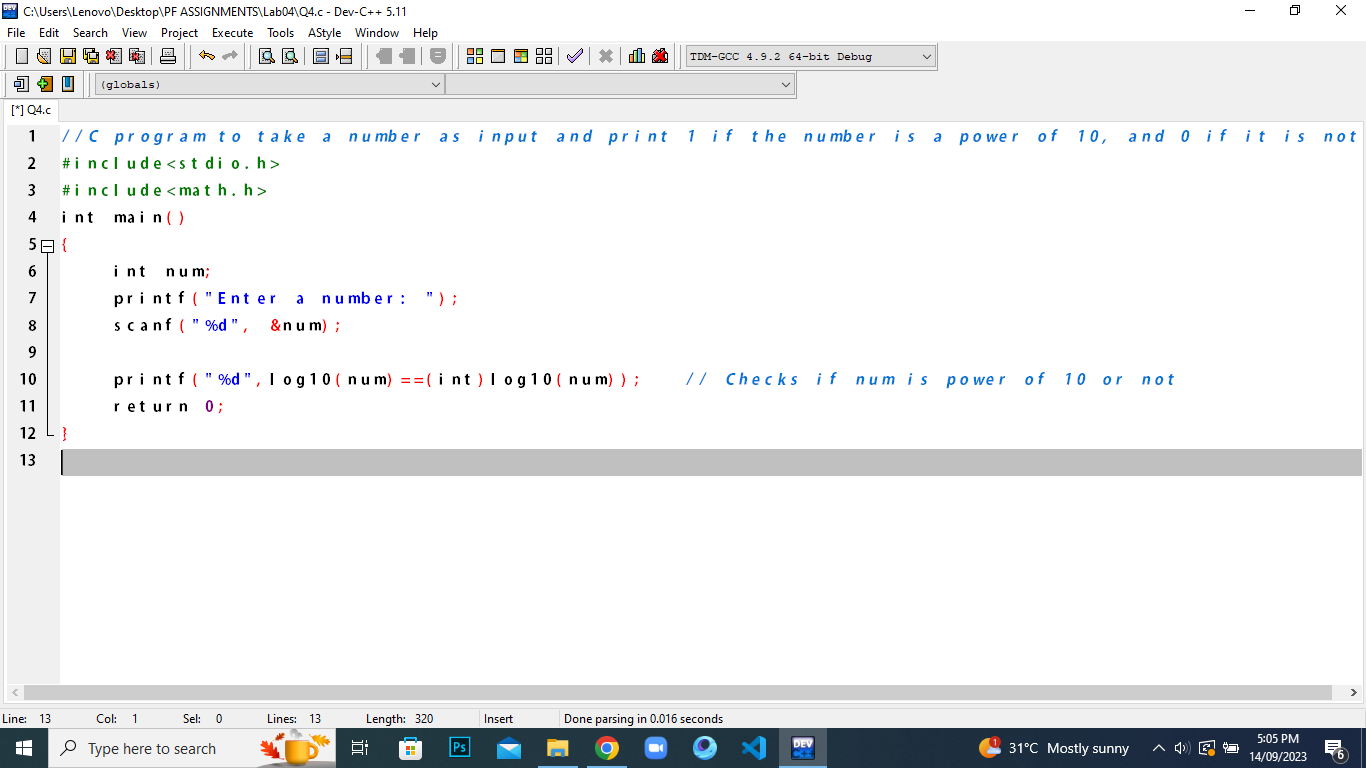 C:\Users\Lenovo\Desktop\PF ASSIGNMENTS\Lab04\Q4.c - Dev-C++ 5.11
File Edit Search View Project Execute Tools AStyle Window Help
TDM-GCC 4.9.2 64-bit Debug
(globals)
[*] Q4.c
1 //C program to take a number as input and print 1 if the number is a power of 10, and 0 if it is not
2 #include<stdio.h>
3 #include<math.h>
4 int main()
5 {
6 int num;
7 printf("Enter a number: ");
8 scanf("%d", &num);
9
10 printf("%d",log10(num)==(int)log10(num)); // Checks if num is power of 10 or not
11 return 0;
12 }
13
Line: 13 Col: 1 Sel: 0 Lines: 13 Length: 320 Insert Done parsing in 0.016 seconds
Type here to search Ps DEV 1 31°C Mostly sunny 5:05 PM
14/09/2023 6